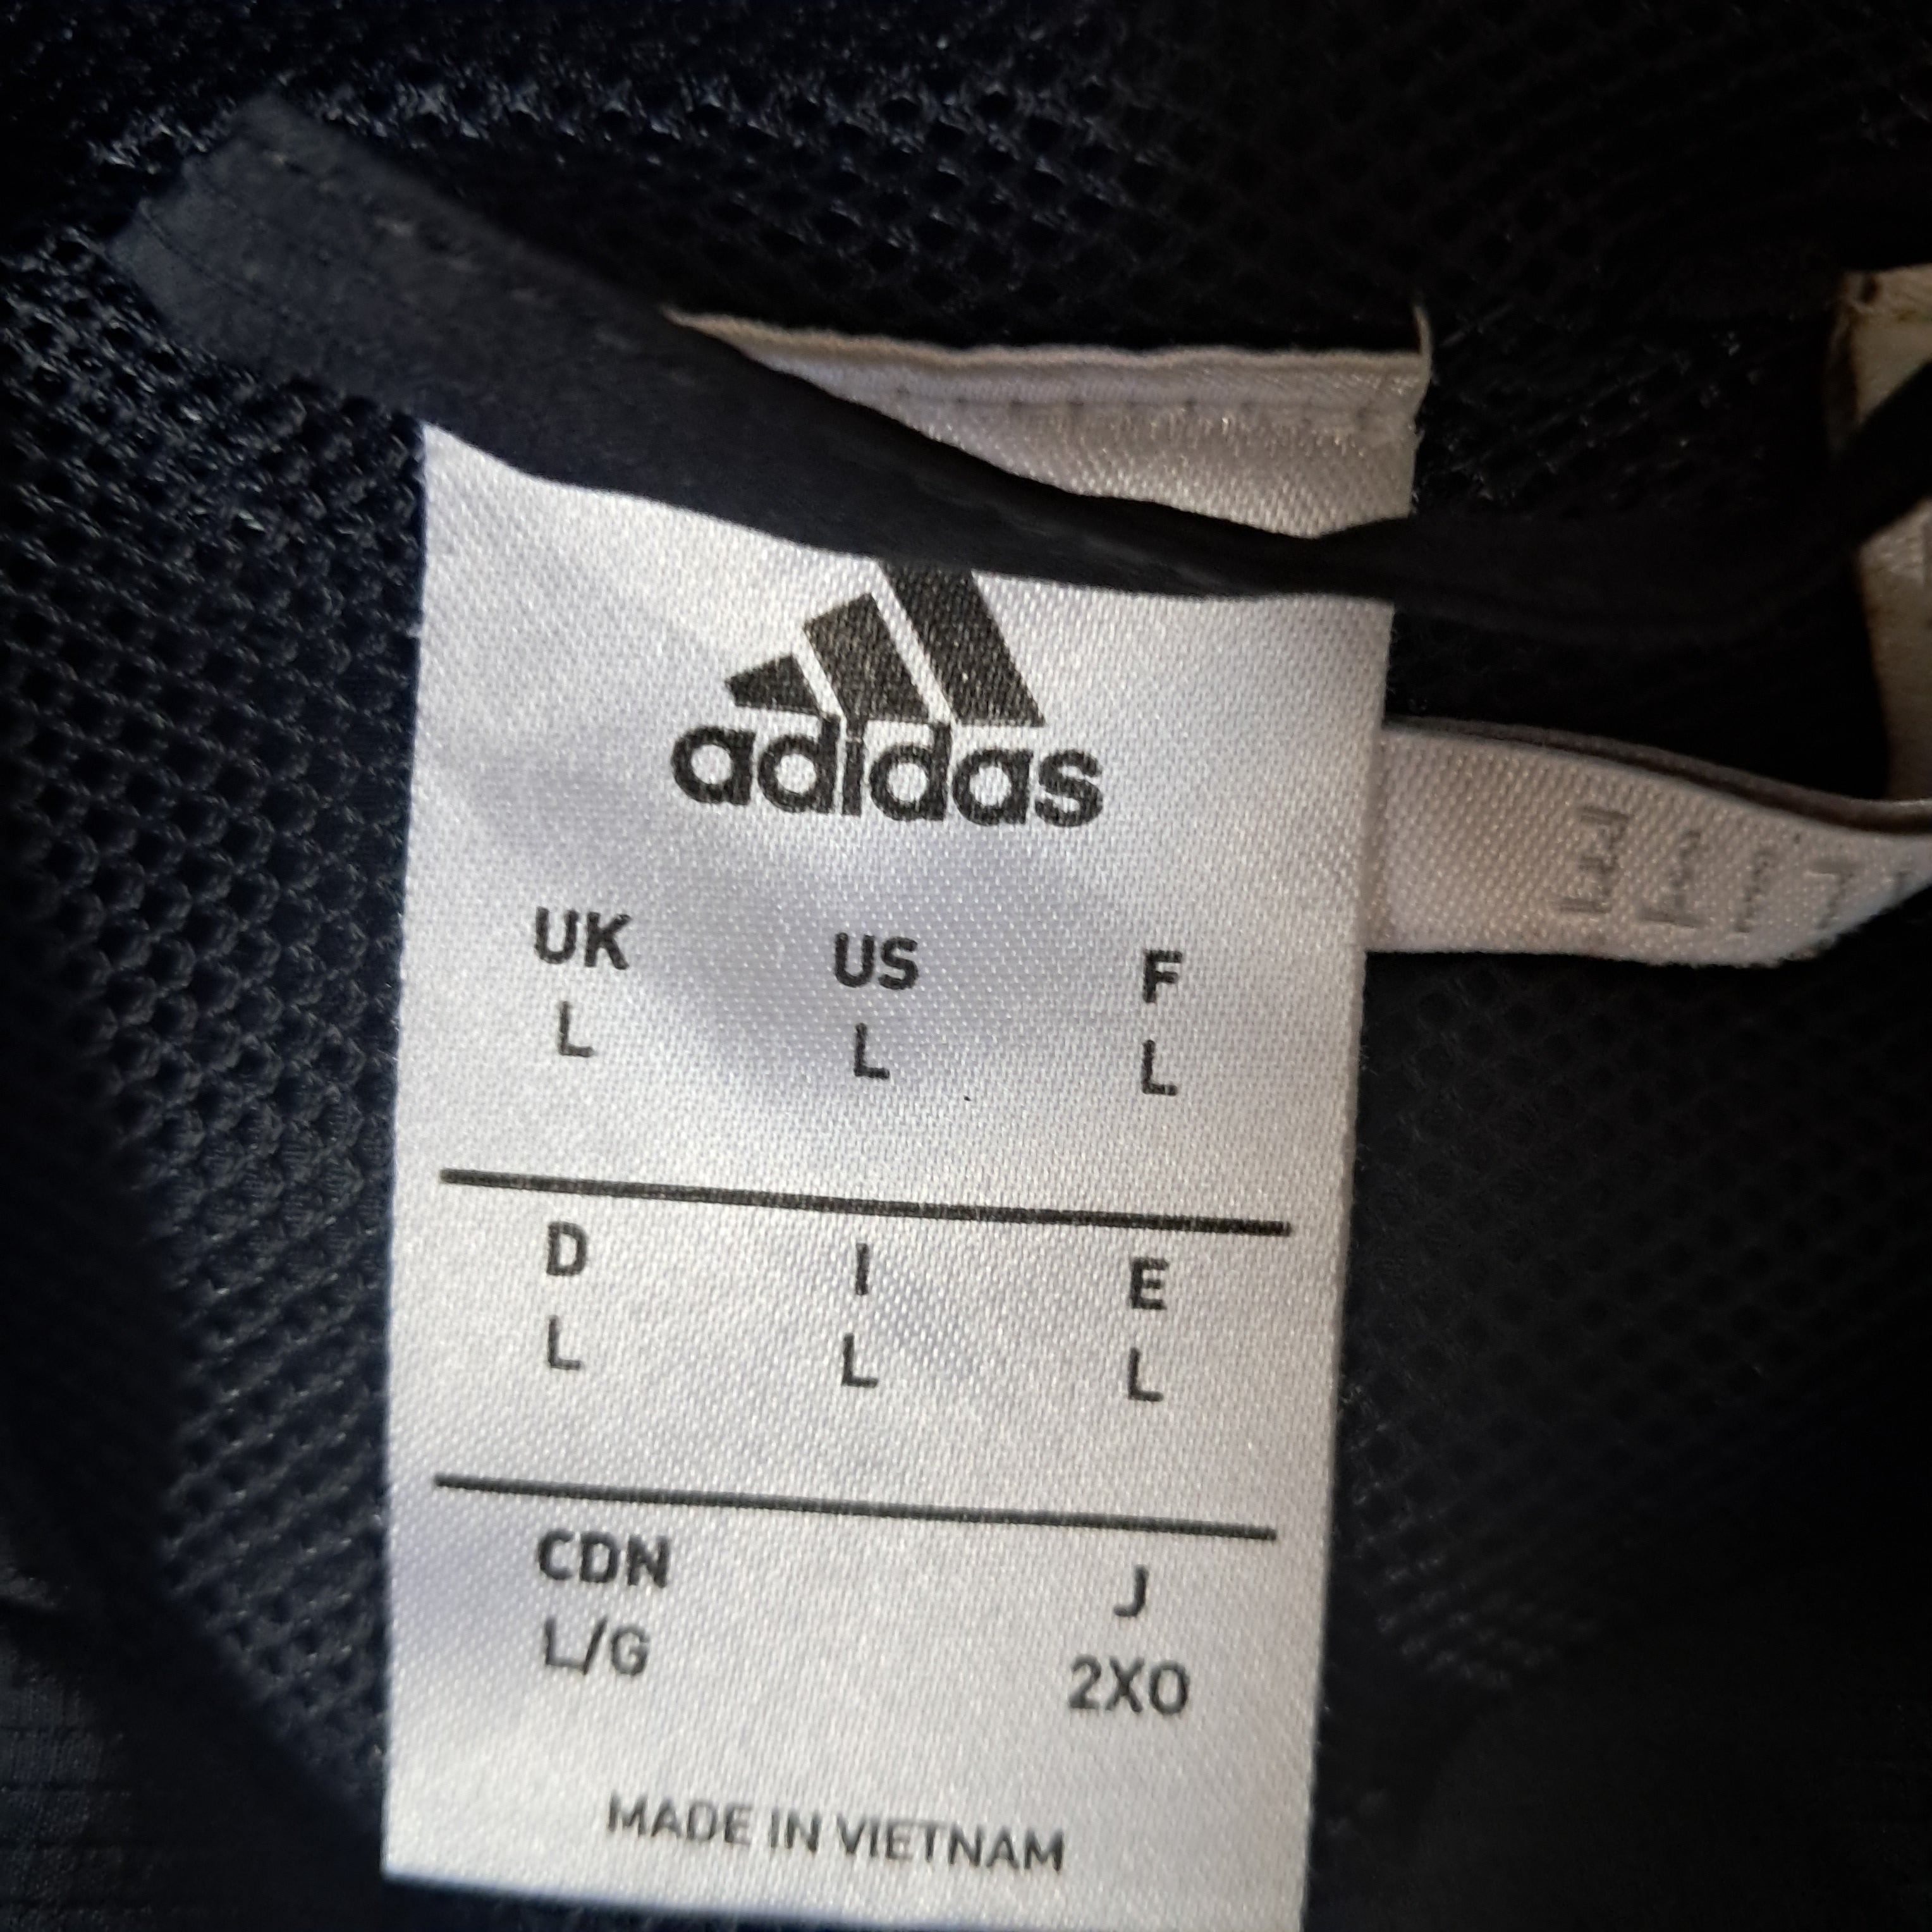 adidas
UK US F
L L L
D I E
L L L
CDN J
L/G 2XO
MADE IN VIETNAM